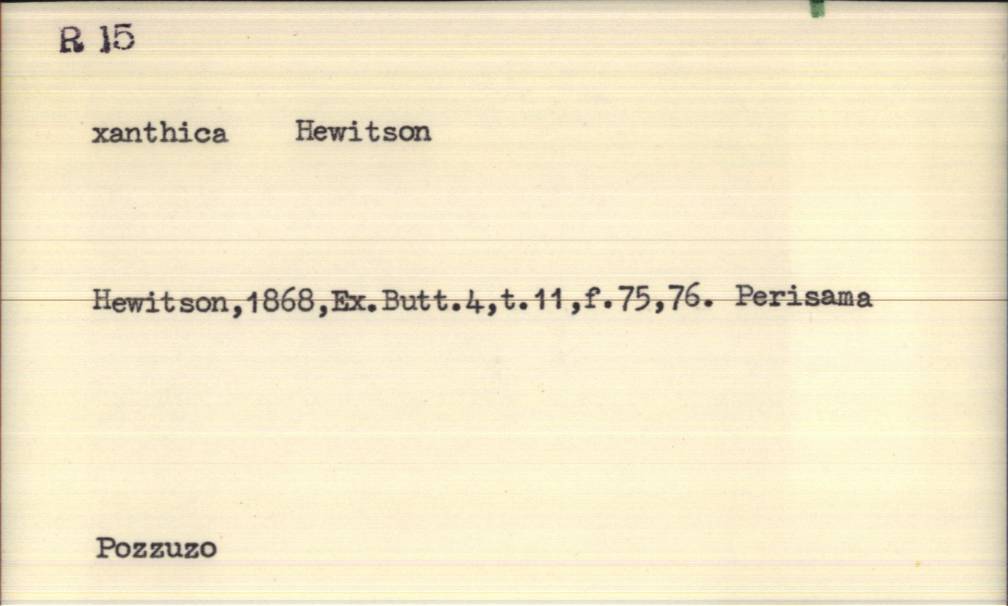 R 15
xanthica Hewitson
Hewitson,1868,Ex.Butt.4,t.11,f.75,76. Perisama
Pozzuzo